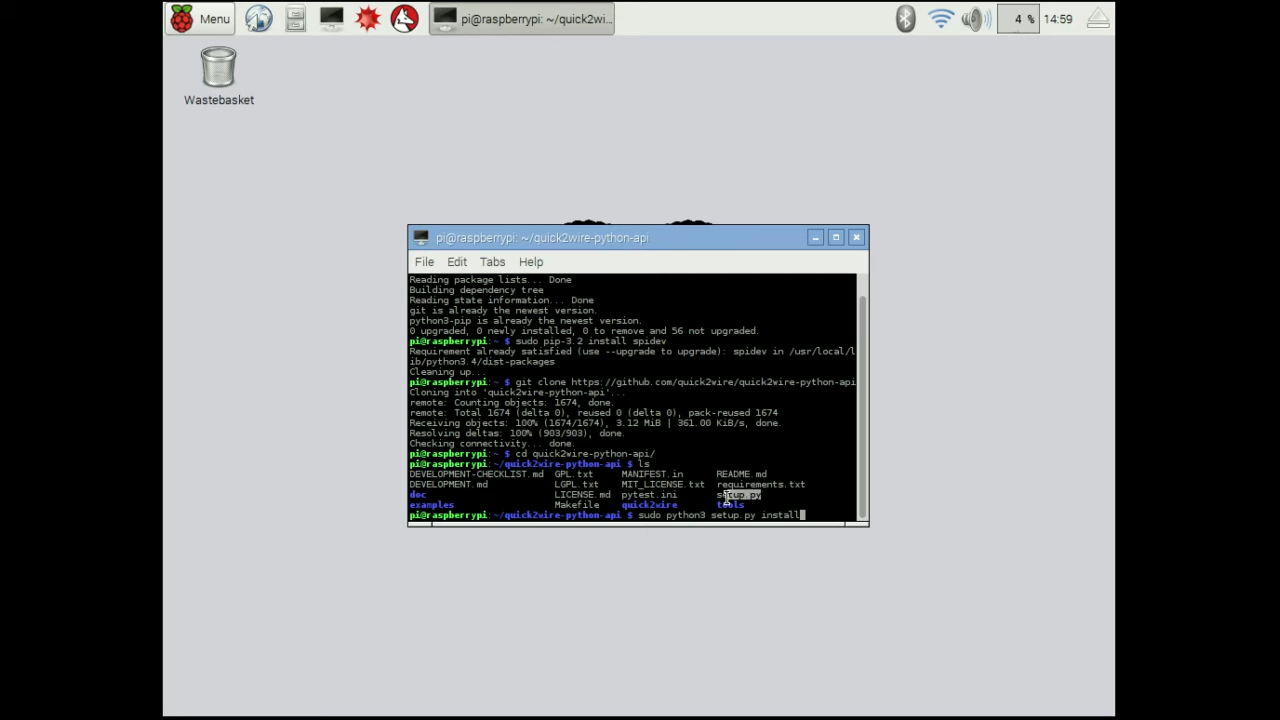 Menu
pi@raspberrypi: ~/quick2wi...
4 %
14:59
Wastebasket
pi@raspberrypi: ~/quick2wire-python-api
File Edit Tabs Help
Reading package lists... Done
Building dependency tree
Reading state information... Done
git is already the newest version.
python3-pip is already the newest version.
0 upgraded, 0 newly installed, 0 to remove and 56 not upgraded.
pi@raspberrypi:~ $ sudo pip-3.2 install spidev
Requirement already satisfied (use --upgrade to upgrade): spidev in /usr/local/l
ib/python3.4/dist-packages
Cleaning up...
pi@raspberrypi:~ $ git clone https://github.com/quick2wire/quick2wire-python-api
Cloning into 'quick2wire-python-api'...
remote: Counting objects: 1674, done.
remote: Total 1674 (delta 0), reused 0 (delta 0), pack-reused 1674
Receiving objects: 100% (1674/1674), 3.12 MiB | 361.00 KiB/s, done.
Resolving deltas: 100% (903/903), done.
Checking connectivity... done.
pi@raspberrypi:~ $ cd quick2wire-python-api/
pi@raspberrypi:~/quick2wire-python-api $ ls
DEVELOPMENT-CHECKLIST.md GPL.txt MANIFEST.in README.md
DEVELOPMENT.md LGPL.txt MIT_LICENSE.txt requirements.txt
doc LICENSE.md pytest.ini setup.py
examples Makefile quick2wire tools
pi@raspberrypi:~/quick2wire-python-api $ sudo python3 setup.py install